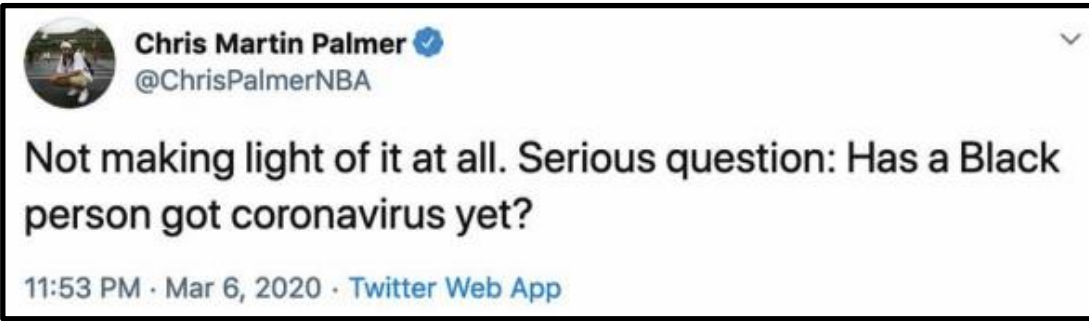 Chris Martin Palmer
@ChrisPalmerNBA
Not making light of it at all. Serious question: Has a Black
person got coronavirus yet?
11:53 PM · Mar 6, 2020 · Twitter Web App